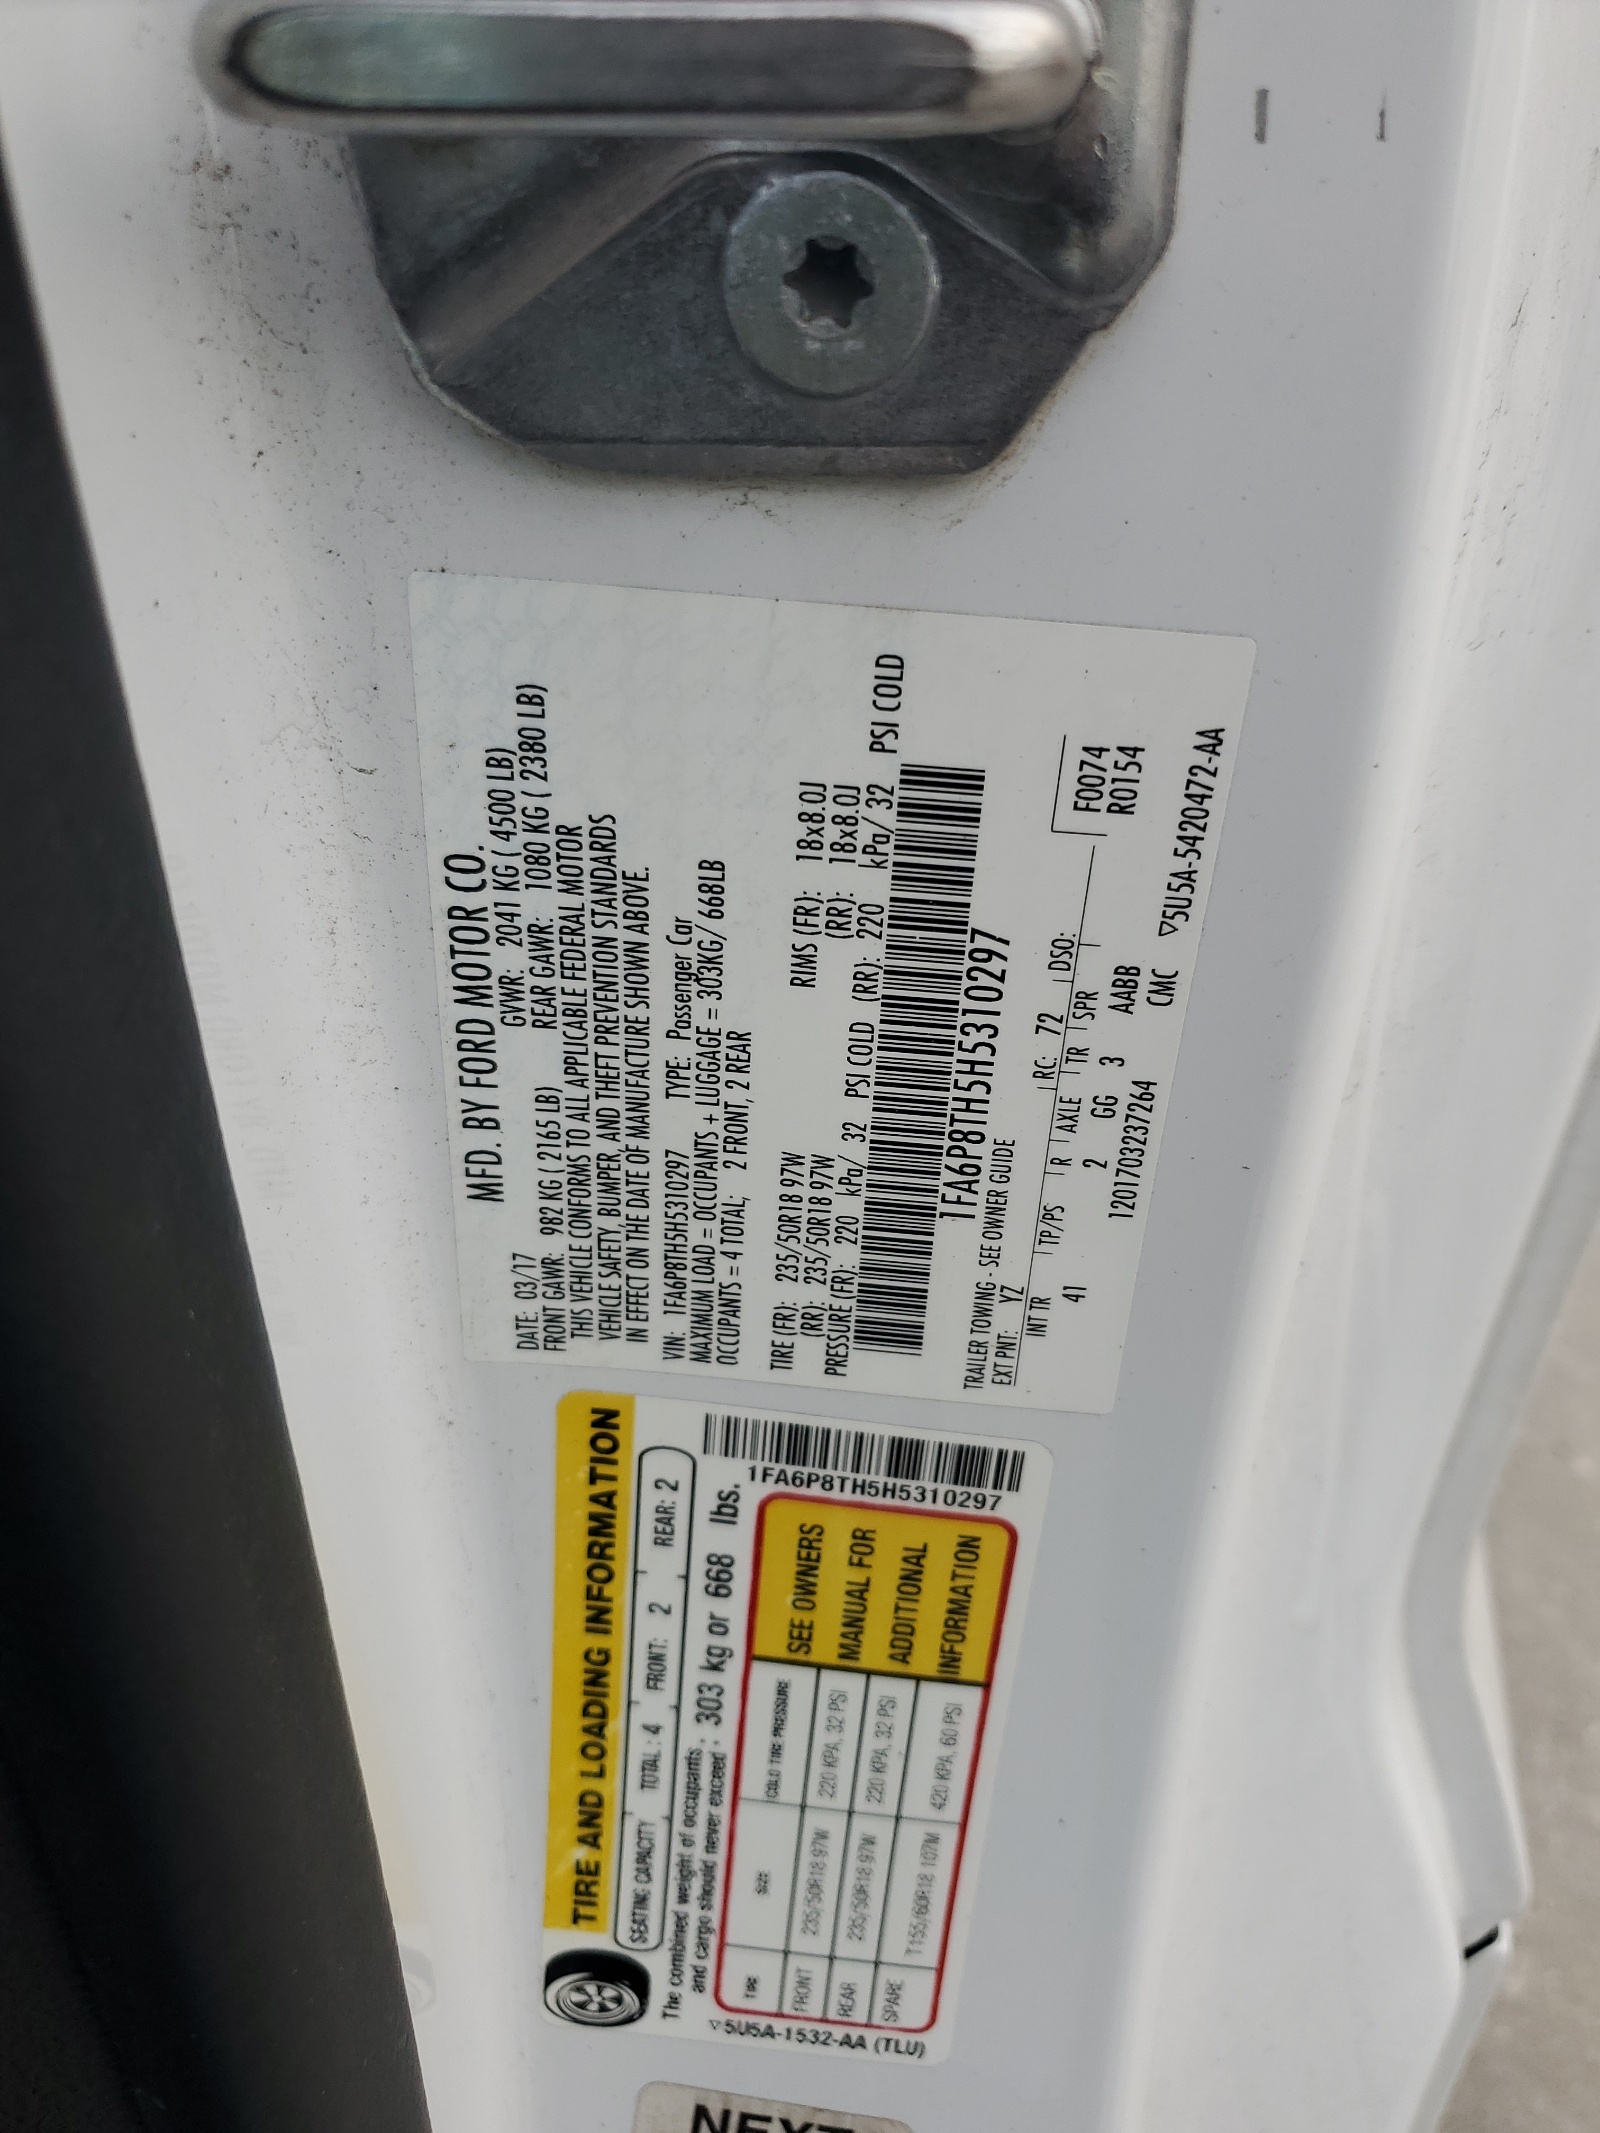 MFD. BY FORD MOTOR CO.
DATE: 03/17 GVWR: 2041 KG ( 4500 LB)
FRONT GAWR: 982 KG ( 2165 LB) REAR GAWR: 1080 KG ( 2380 LB)
THIS VEHICLE CONFORMS TO ALL APPLICABLE FEDERAL MOTOR
VEHICLE SAFETY, BUMPER, AND THEFT PREVENTION STANDARDS
IN EFFECT ON THE DATE OF MANUFACTURE SHOWN ABOVE.
VIN: 1FA6P8TH5H5310297 TYPE: Passenger Car
MAXIMUM LOAD = OCCUPANTS + LUGGAGE = 303KG/ 668LB
OCCUPANTS = 4 TOTAL, 2 FRONT, 2 REAR
TIRE (FR): 235/50R18 97W RIMS (FR): 18x8.0J
(RR): 235/50R18 97W (RR): 18x8.0J
PRESSURE (FR): 220 kPa/ 32 PSI COLD (RR): 220 kPa/ 32 PSI COLD
1FA6P8TH5H5310297
TRAILER TOWING - SEE OWNER GUIDE
EXT PNT: YZ RC: 72 DSO:
INT TR TP/PS R AXLE TR SPR
41 2 GG 3 AABB
F0074
R0154
1201703237264 CMC ▽5U5A-5420472-AA
TIRE AND LOADING INFORMATION
SEATING CAPACITY TOTAL: 4 FRONT: 2 REAR: 2
The combined weight of occupants
and cargo should never exceed 303 kg or 668 lbs.
1FA6P8TH5H5310297
TIRE SIZE COLD TIRE PRESSURE
FRONT 235/50R18 97W 220 KPA, 32 PSI
REAR 235/50R18 97W 220 KPA, 32 PSI
SPARE T155/60R18 107M 420 KPA, 60 PSI
SEE OWNERS
MANUAL FOR
ADDITIONAL
INFORMATION
▽5U5A-1532-AA (TLU)
NEXT